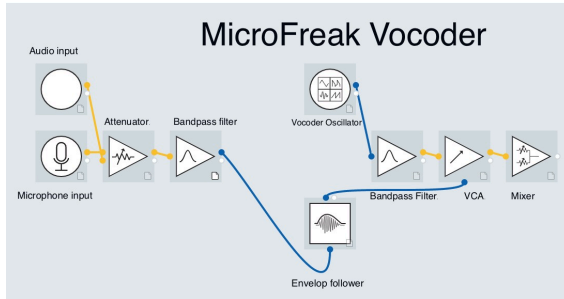 MicroFreak Vocoder
Audio input
Attenuator
Bandpass filter
Vocoder Oscillator
Microphone input
Bandpass Filter
VCA
Mixer
Envelop follower